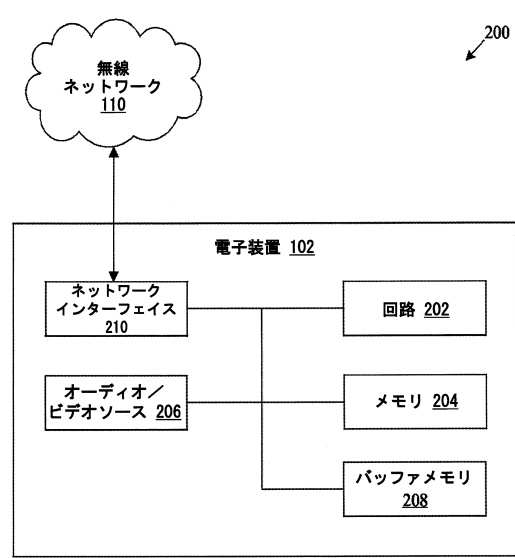 200
無線
ネットワーク
110
電子装置 102
ネットワーク
インターフェイス
210
回路 202
オーディオ／
ビデオソース 206
メモリ 204
バッファメモリ
208